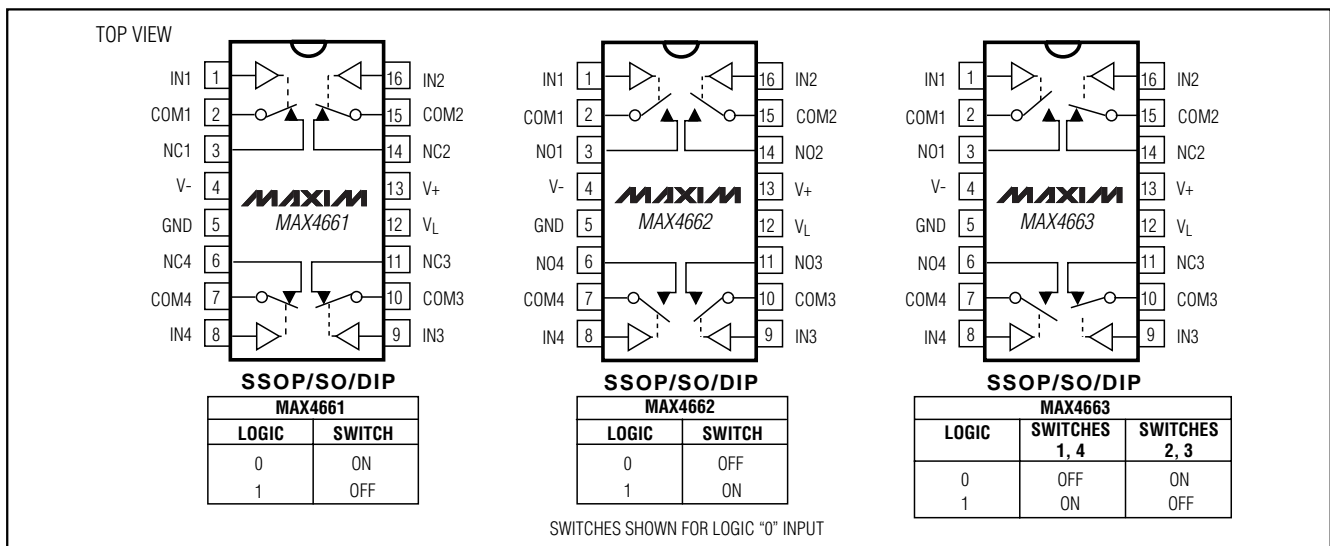 TOP VIEW
IN1 1 16 IN2
COM1 2 15 COM2
NC1 3 14 NC2
V- 4 13 V+
MAXIM
GND 5 MAX4661 12 VL
NC4 6 11 NC3
COM4 7 10 COM3
IN4 8 9 IN3
SSOP/SO/DIP
MAX4661
LOGIC SWITCH
0 ON
1 OFF
IN1 1 16 IN2
COM1 2 15 COM2
NO1 3 14 NO2
V- 4 13 V+
MAXIM
GND 5 MAX4662 12 VL
NO4 6 11 NO3
COM4 7 10 COM3
IN4 8 9 IN3
SSOP/SO/DIP
MAX4662
LOGIC SWITCH
0 OFF
1 ON
IN1 1 16 IN2
COM1 2 15 COM2
NO1 3 14 NC2
V- 4 13 V+
MAXIM
GND 5 MAX4663 12 VL
NO4 6 11 NC3
COM4 7 10 COM3
IN4 8 9 IN3
SSOP/SO/DIP
MAX4663
LOGIC SWITCHES 1, 4 SWITCHES 2, 3
0 OFF ON
1 ON OFF
SWITCHES SHOWN FOR LOGIC “0” INPUT